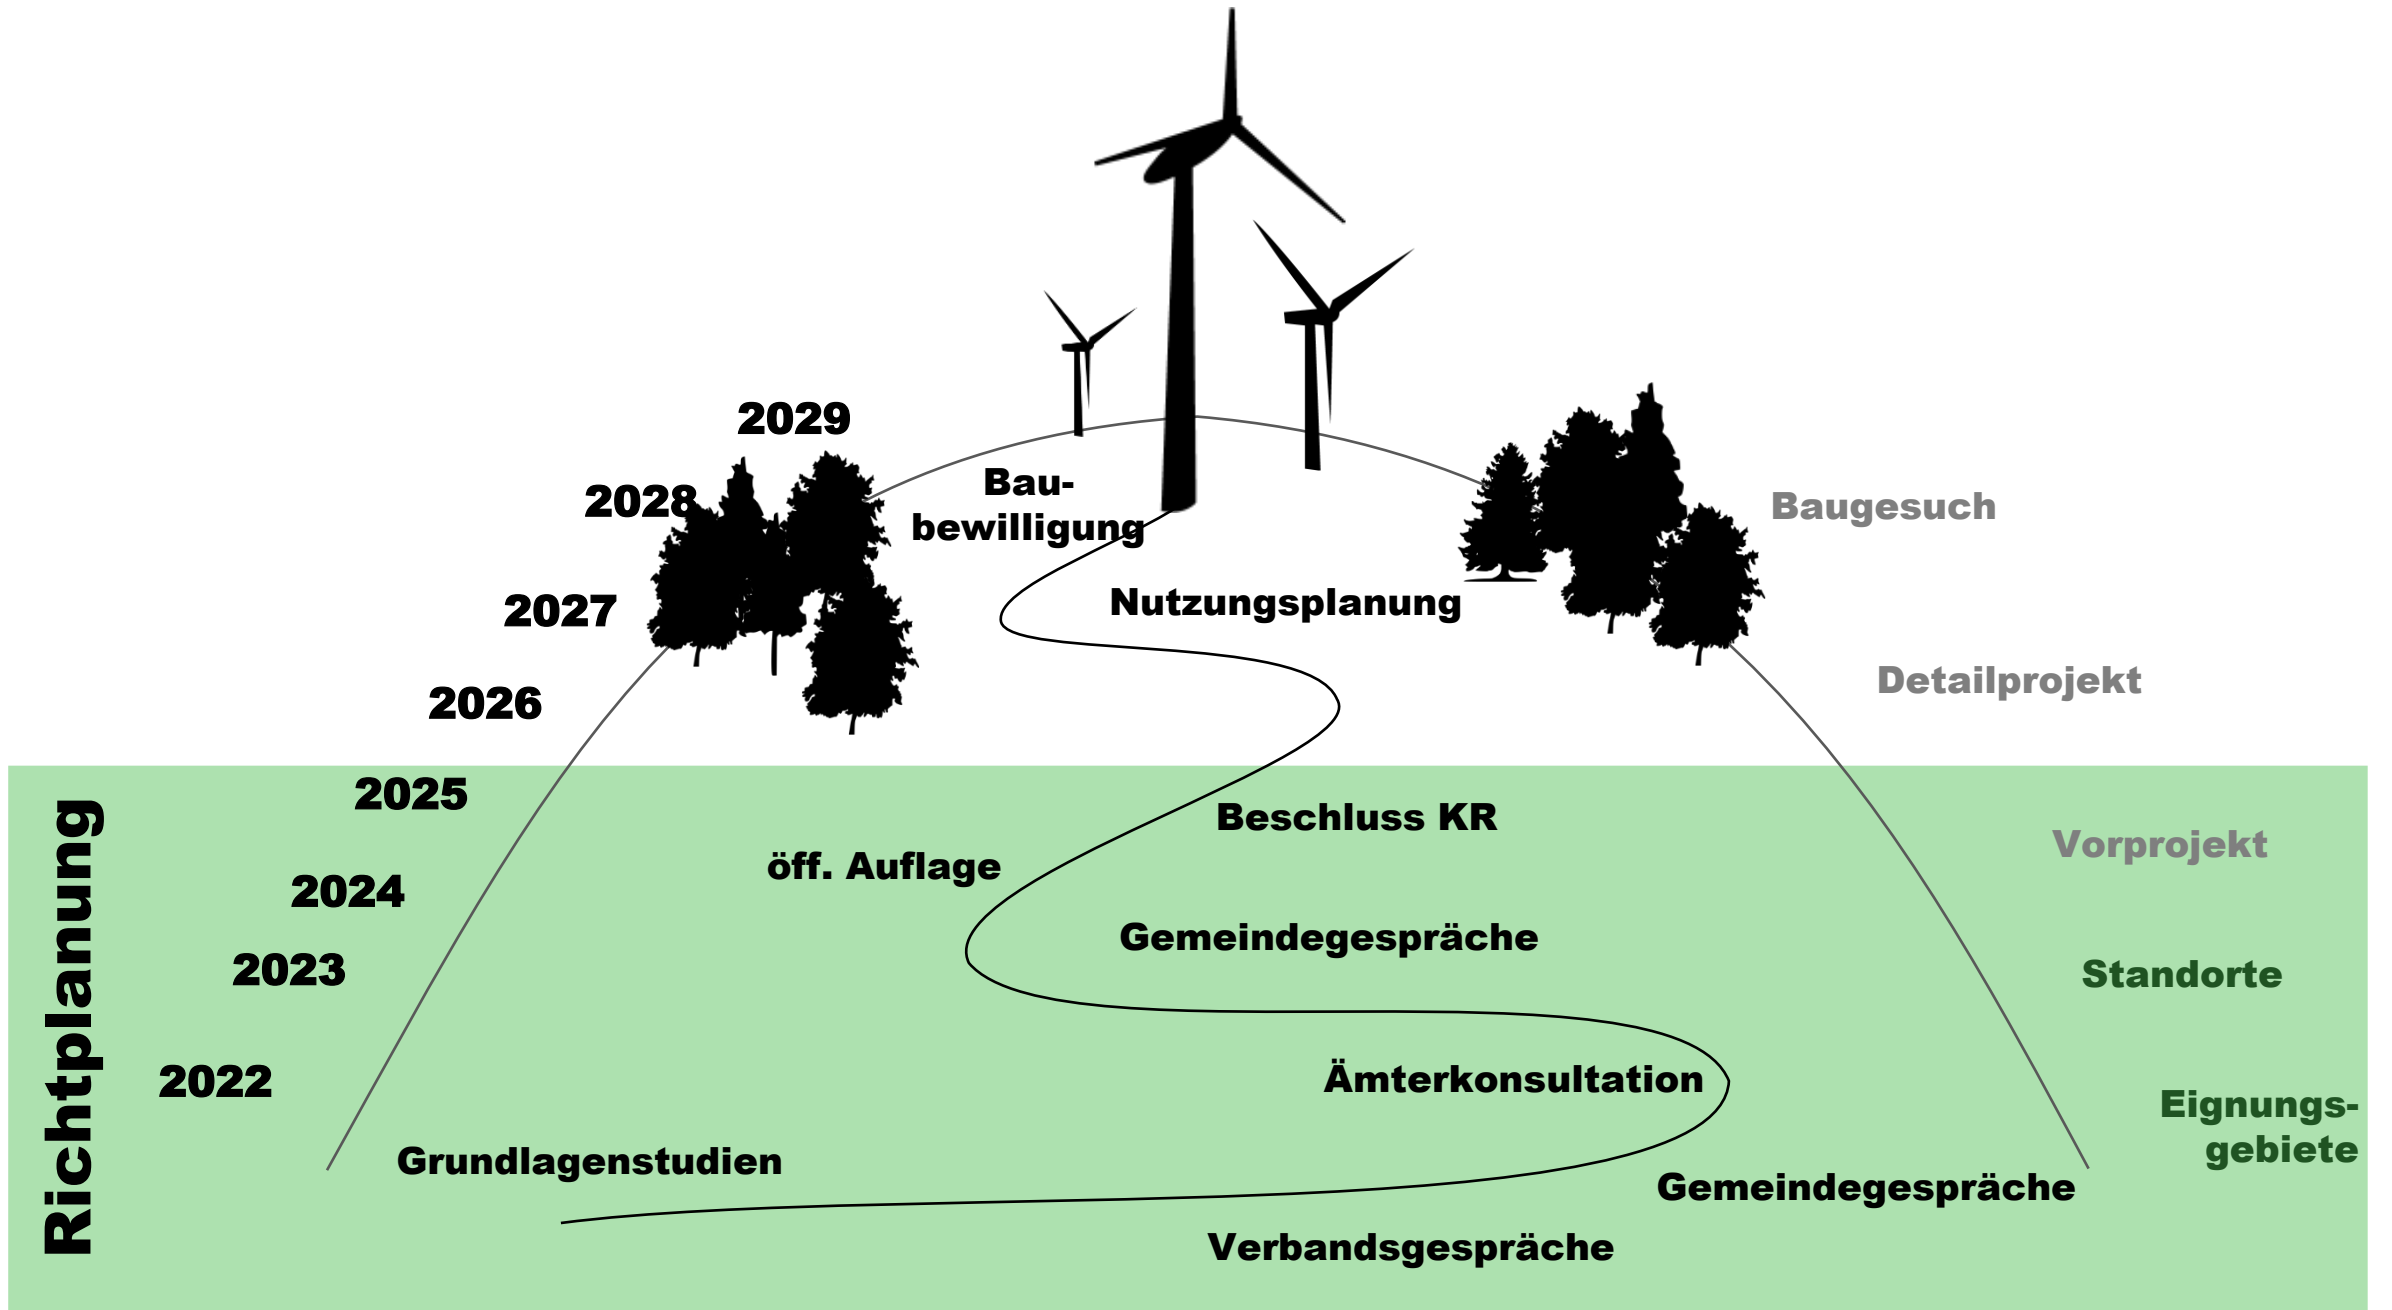 2029
Bau-
bewilligung
2028
Baugesuch
Nutzungsplanung
2027
Detailprojekt
2026
2025
Beschluss KR
Vorprojekt
öff. Auflage
2024
Gemeindegespräche
2023
Standorte
Richtplanung
2022
Ämterkonsultation
Eignungs-
gebiete
Grundlagenstudien
Gemeindegespräche
Verbandsgespräche